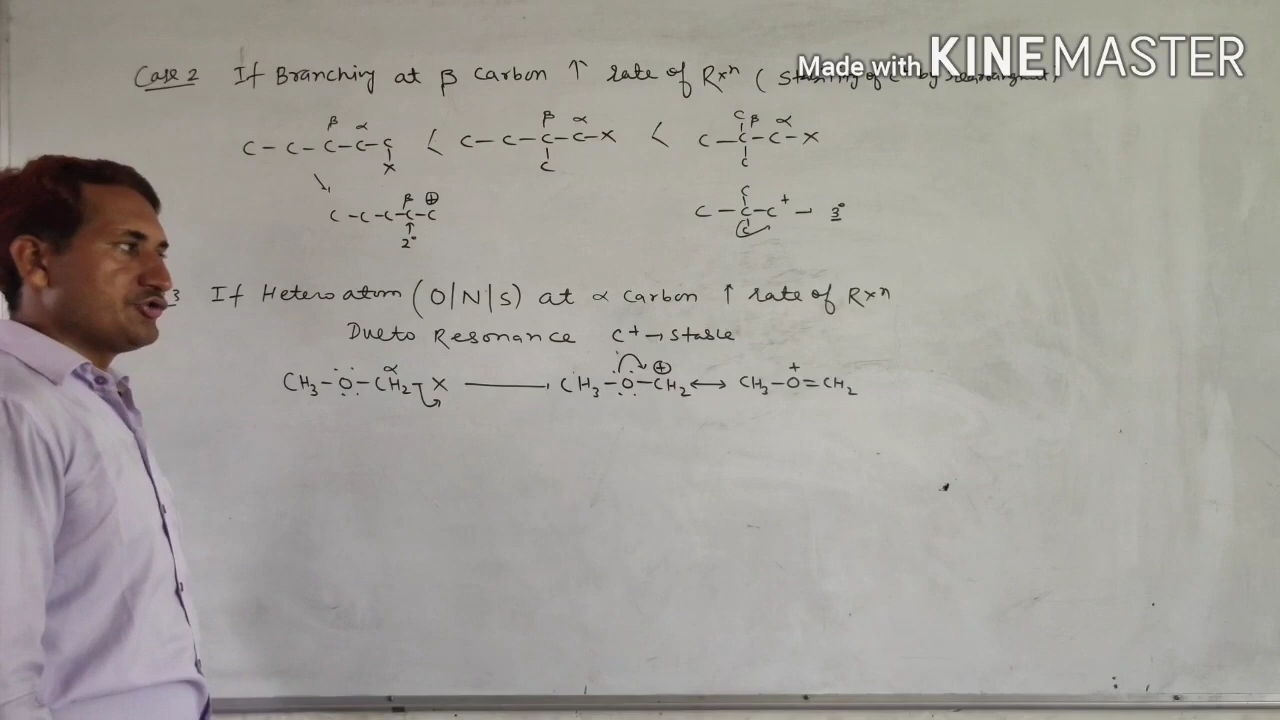 Made with KINEMASTER
Case 2 If Branching at β Carbon ↑ rate of Rxn (
β α β α C β α
C - C - C - C - C < C - C - C - C - X < C - C - C - X
X C C
β ⊕ C
C - C - C - C - C C - C - C + → 3°
↑ C
2°
3 If Hetero atom (O/N/S) at α carbon ↑ rate of Rxn
Due to Resonance C+ → stable
α ⊕ +
CH3 - O - CH2 - X → CH3 - O - CH2 ↔ CH3 - O = CH2